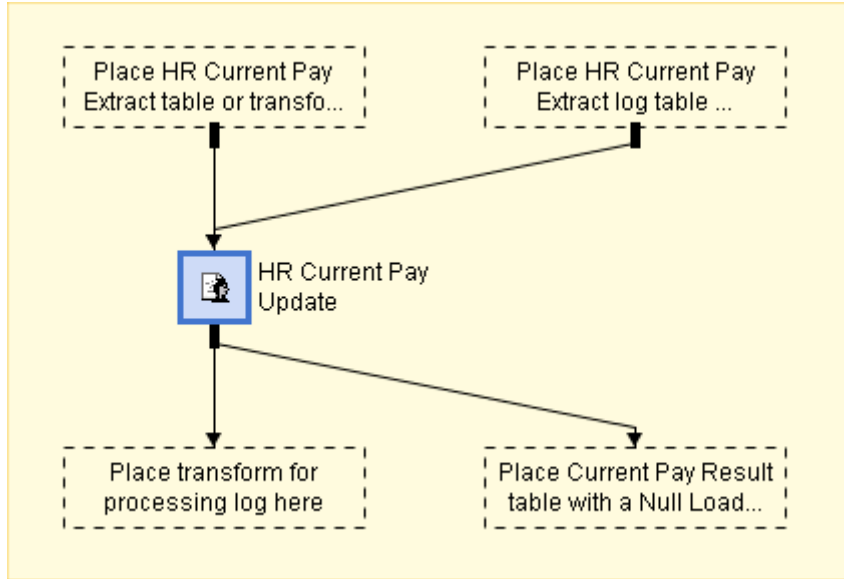 Place HR Current Pay
Extract table or transfo...
Place HR Current Pay
Extract log table ...
HR Current Pay
Update
Place transform for
processing log here
Place Current Pay Result
table with a Null Load...